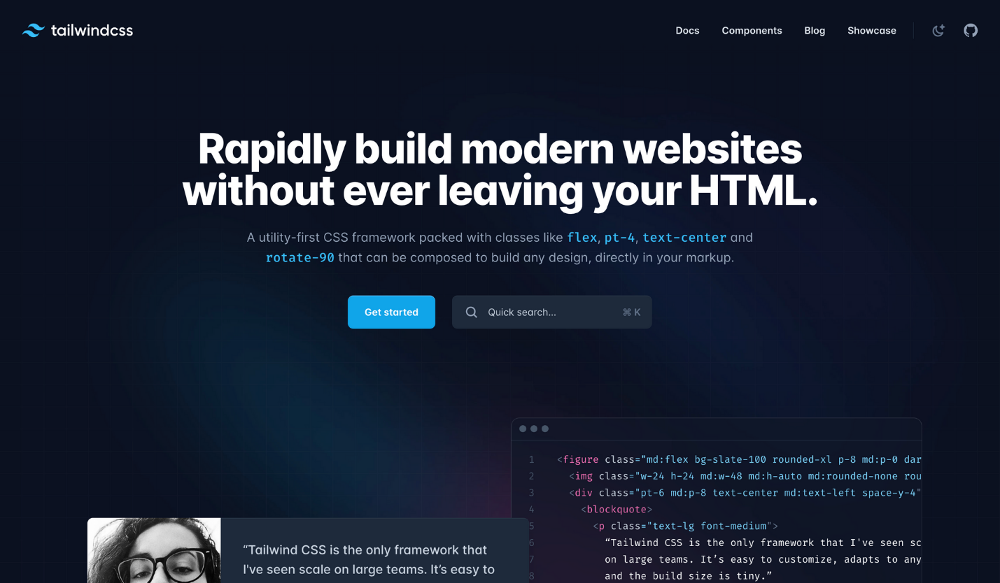 tailwindcss
Docs Components Blog Showcase
Rapidly build modern websites
without ever leaving your HTML.
A utility-first CSS framework packed with classes like flex, pt-4, text-center and
rotate-90 that can be composed to build any design, directly in your markup.
Get started
Quick search... ⌘ K
“Tailwind CSS is the only framework that
I've seen scale on large teams. It’s easy to
1 <figure class="md:flex bg-slate-100 rounded-xl p-8 md:p-0 dar
2 <img class="w-24 h-24 md:w-48 md:h-auto md:rounded-none rou
3 <div class="pt-6 md:p-8 text-center md:text-left space-y-4"
4 <blockquote>
5 <p class="text-lg font-medium">
6 “Tailwind CSS is the only framework that I've seen sc
7 on large teams. It’s easy to customize, adapts to any
8 and the build size is tiny.”